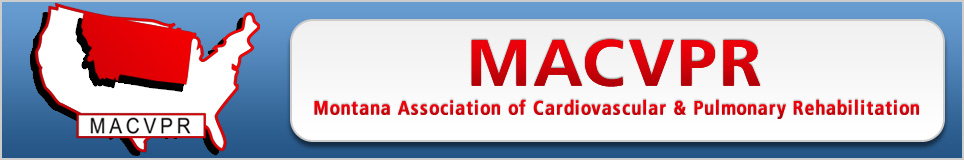 MACVPR
MACVPR
Montana Association of Cardiovascular & Pulmonary Rehabilitation